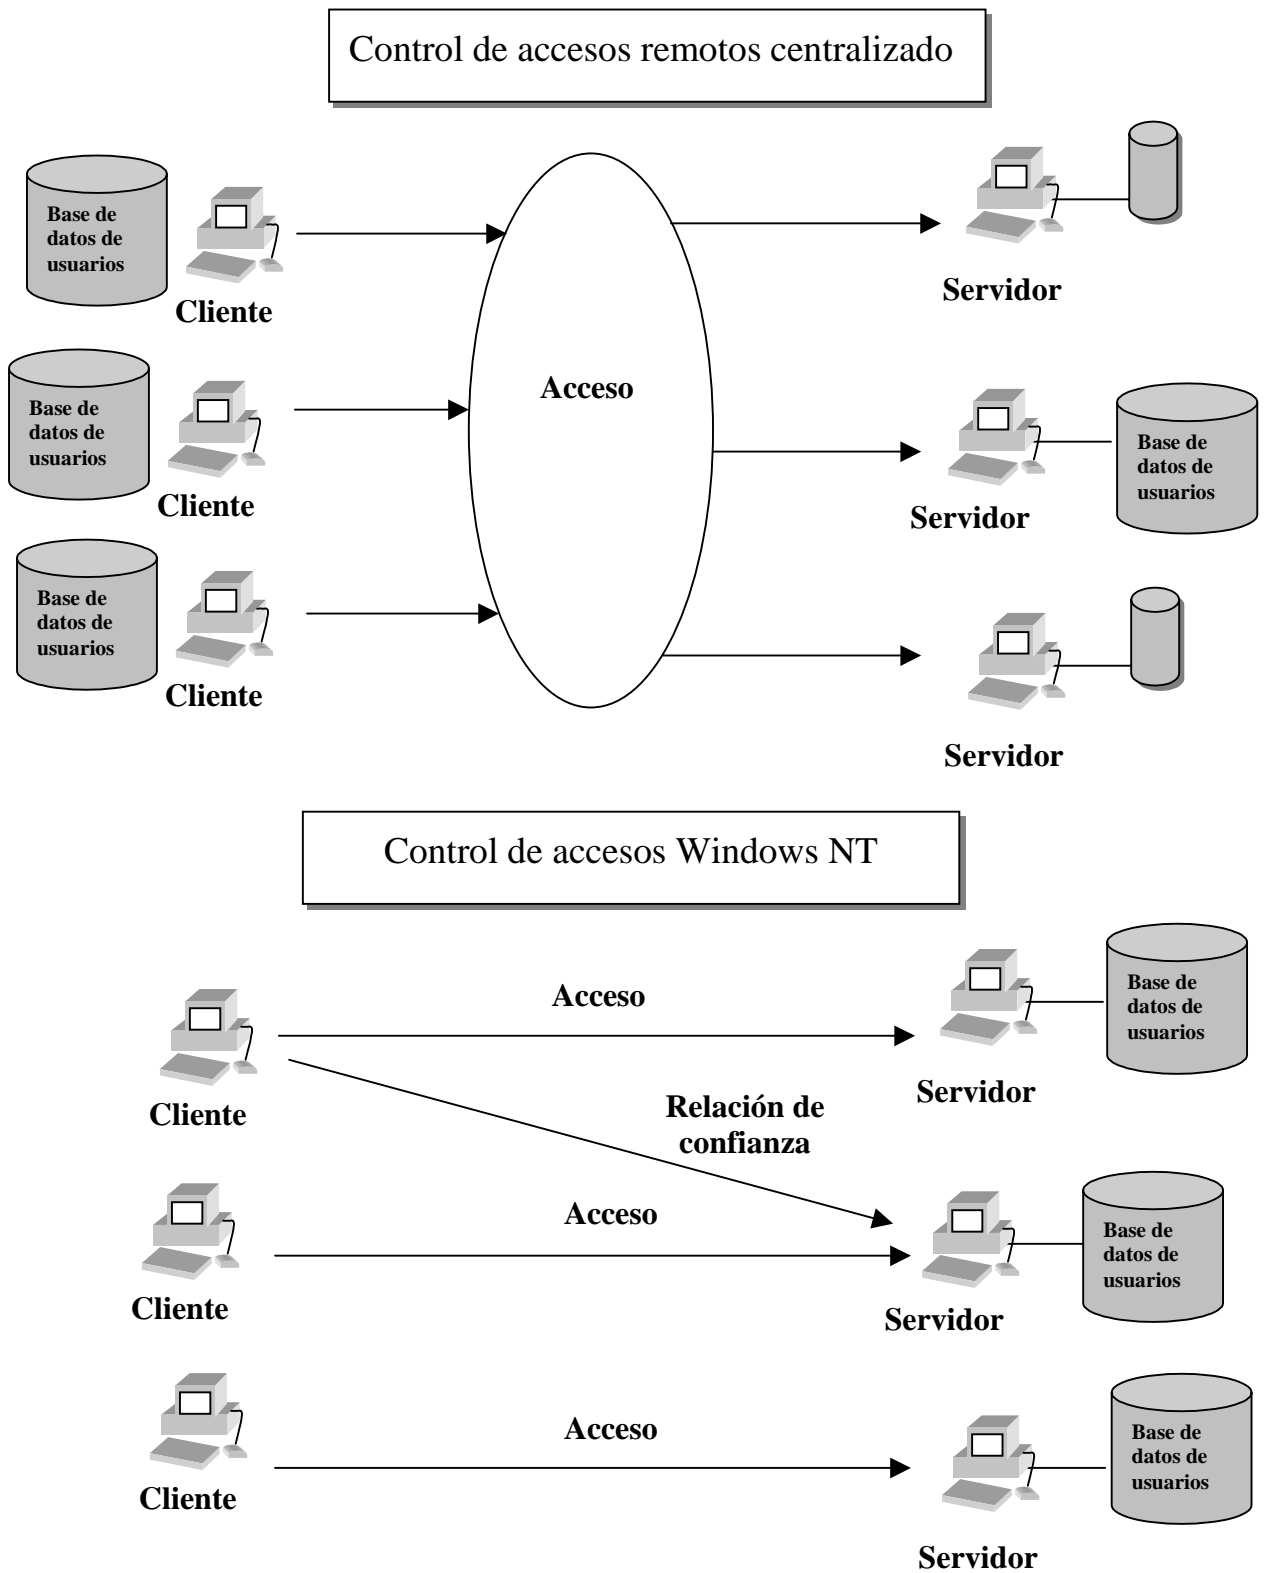 Control de accesos remotos centralizado
Base de
datos de
usuarios
Cliente
Servidor
Base de
datos de
usuarios
Cliente
Acceso
Servidor
Base de
datos de
usuarios
Base de
datos de
usuarios
Cliente
Servidor
Control de accesos Windows NT
Cliente
Acceso
Servidor
Base de
datos de
usuarios
Relación de
confianza
Cliente
Acceso
Servidor
Base de
datos de
usuarios
Cliente
Acceso
Servidor
Base de
datos de
usuarios